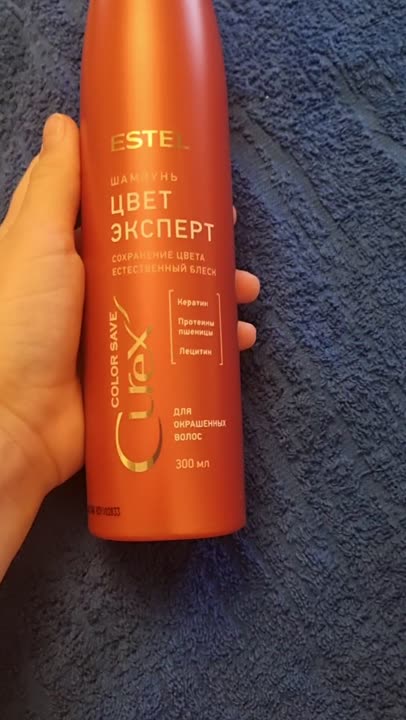 ESTEL
ШАМПУНЬ
ЦВЕТ
ЭКСПЕРТ
СОХРАНЕНИЕ ЦВЕТА
ЕСТЕСТВЕННЫЙ БЛЕСК
Кератин
Протеины
пшеницы
Лецитин
COLOR SAVE
Curex
ДЛЯ
ОКРАШЕННЫХ
ВОЛОС
300 мл